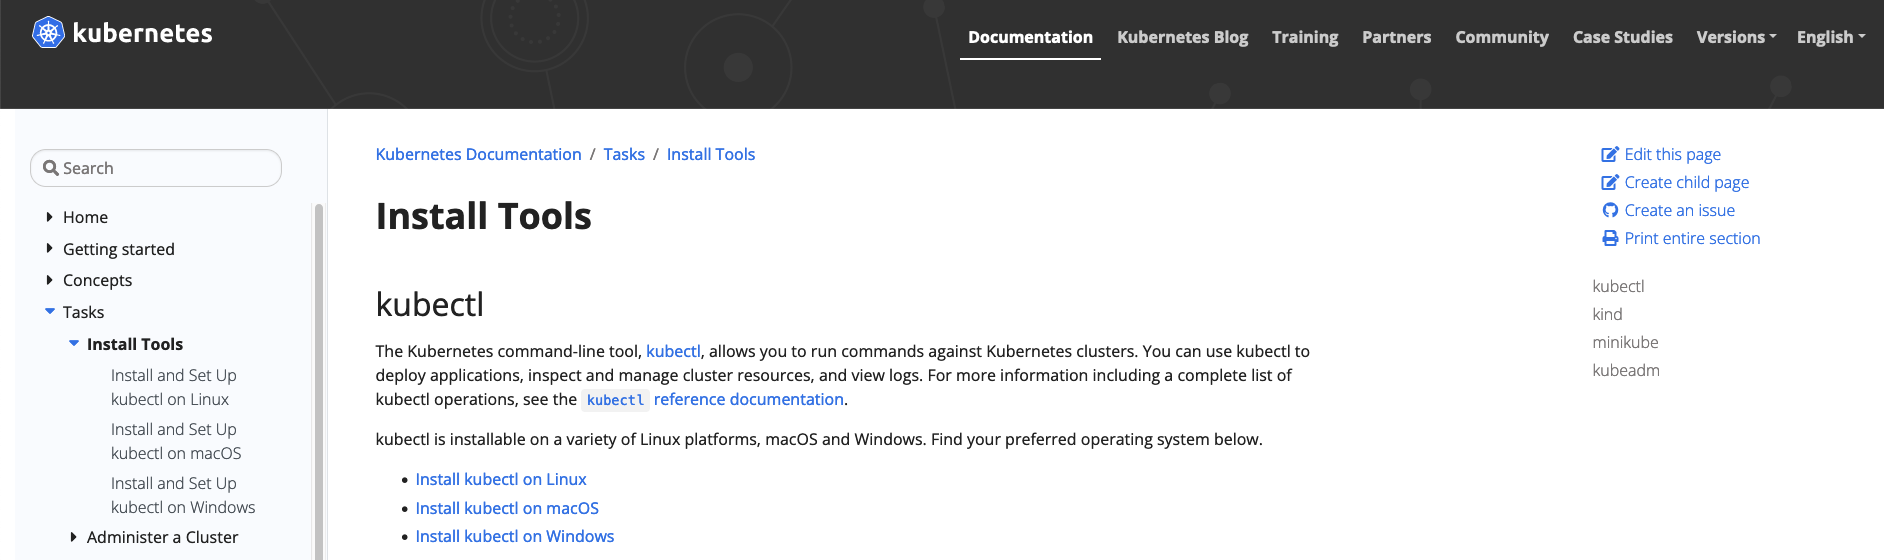 kubernetes
Documentation Kubernetes Blog Training Partners Community Case Studies Versions English
Search
Home
Getting started
Concepts
Tasks
Install Tools
Install and Set Up
kubectl on Linux
Install and Set Up
kubectl on macOS
Install and Set Up
kubectl on Windows
Administer a Cluster
Kubernetes Documentation / Tasks / Install Tools
Install Tools
kubectl
The Kubernetes command-line tool, kubectl, allows you to run commands against Kubernetes clusters. You can use kubectl to
deploy applications, inspect and manage cluster resources, and view logs. For more information including a complete list of
kubectl operations, see the kubectl reference documentation.
kubectl is installable on a variety of Linux platforms, macOS and Windows. Find your preferred operating system below.
• Install kubectl on Linux
• Install kubectl on macOS
• Install kubectl on Windows
Edit this page
Create child page
Create an issue
Print entire section
kubectl
kind
minikube
kubeadm